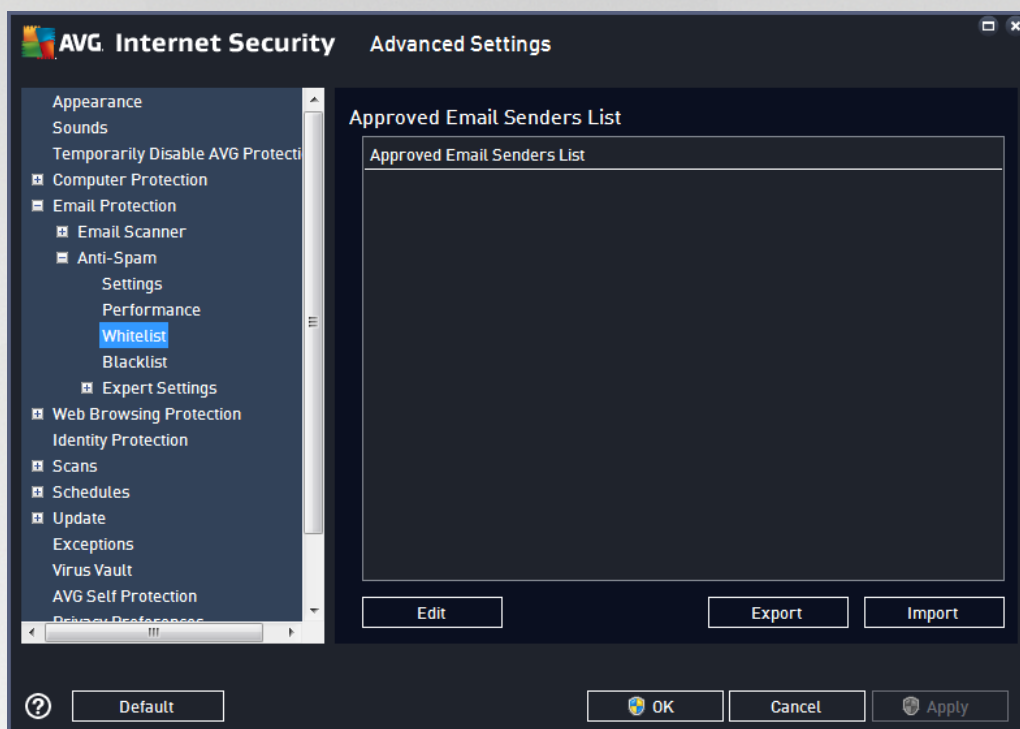 AVG. Internet Security Advanced Settings
Appearance
Sounds
Temporarily Disable AVG Protecti
Computer Protection
Email Protection
Email Scanner
Anti-Spam
Settings
Performance
Whitelist
Blacklist
Expert Settings
Web Browsing Protection
Identity Protection
Scans
Schedules
Update
Exceptions
Virus Vault
AVG Self Protection
Privacy Preferences
Approved Email Senders List
Approved Email Senders List
Edit Export Import
? Default OK Cancel Apply